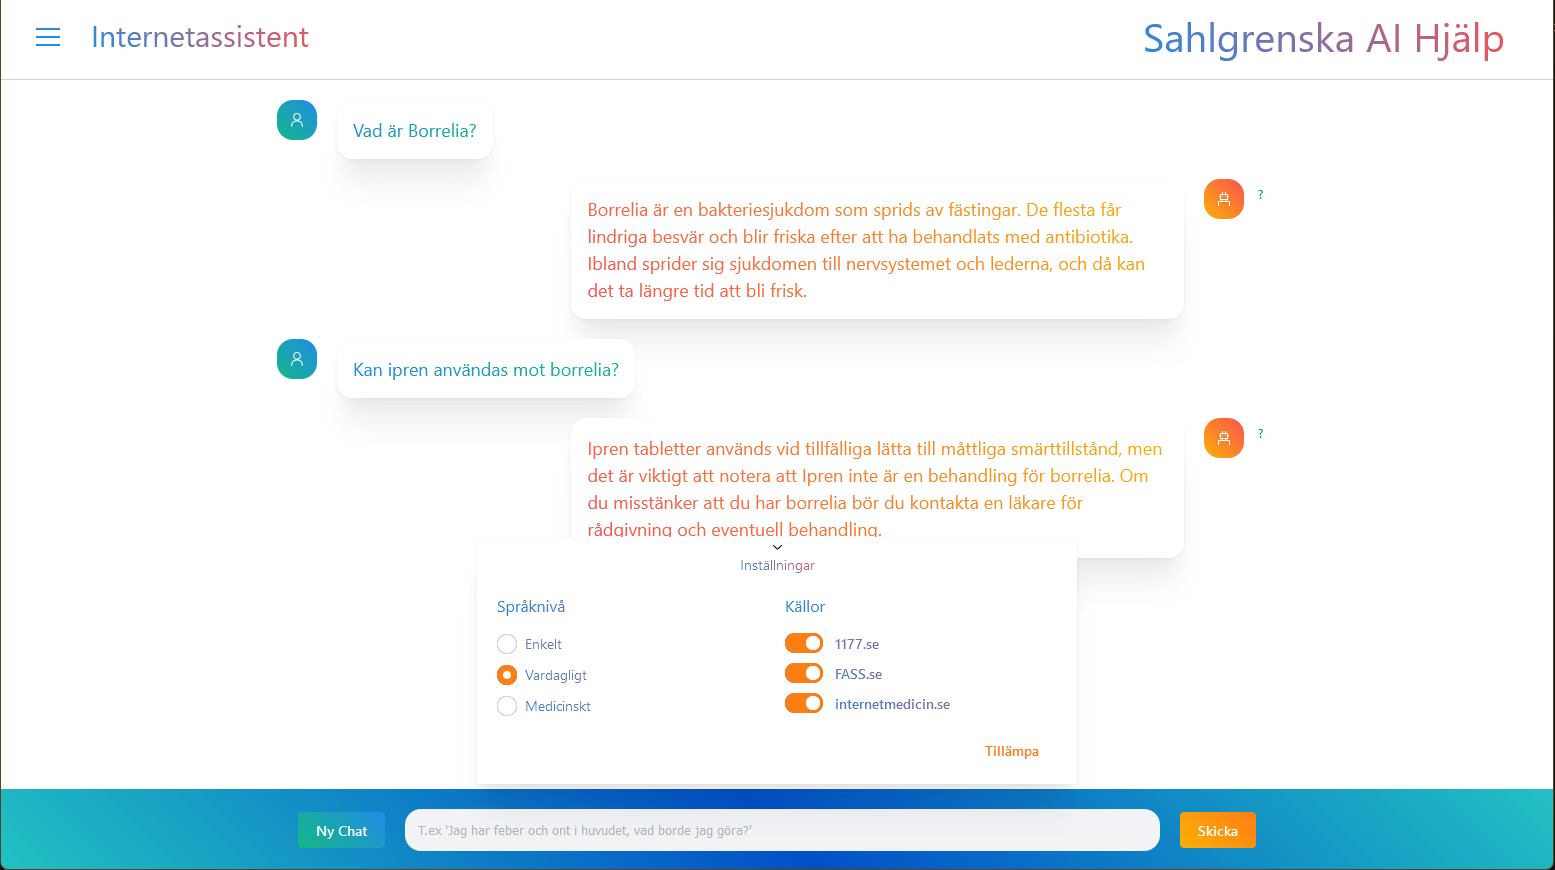 Internetassistent
Sahlgrenska AI Hjälp
Vad är Borrelia?
?
Borrelia är en bakteriesjukdom som sprids av fästingar. De flesta får
lindriga besvär och blir friska efter att ha behandlats med antibiotika.
Ibland sprider sig sjukdomen till nervsystemet och lederna, och då kan
det ta längre tid att bli frisk.
Kan ipren användas mot borrelia?
?
Ipren tabletter används vid tillfälliga lätta till måttliga smärttillstånd, men
det är viktigt att notera att Ipren inte är en behandling för borrelia. Om
du misstänker att du har borrelia bör du kontakta en läkare för
rådgivning och eventuell behandling.
Inställningar
Språknivå
Enkelt
Vardagligt
Medicinskt
Källor
1177.se
FASS.se
internetmedicin.se
Tillämpa
Ny Chat
T.ex 'Jag har feber och ont i huvudet, vad borde jag göra?'
Skicka